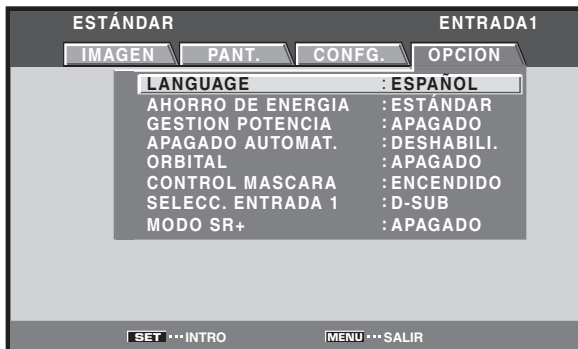 ESTÁNDAR ENTRADA1
IMAGEN PANT. CONFG. OPCION
LANGUAGE :ESPAÑOL
AHORRO DE ENERGIA :ESTÁNDAR
GESTION POTENCIA :APAGADO
APAGADO AUTOMAT. :DESHABILI.
ORBITAL :APAGADO
CONTROL MASCARA :ENCENDIDO
SELECC. ENTRADA 1 :D-SUB
MODO SR+ :APAGADO
SET ···INTRO MENU ···SALIR